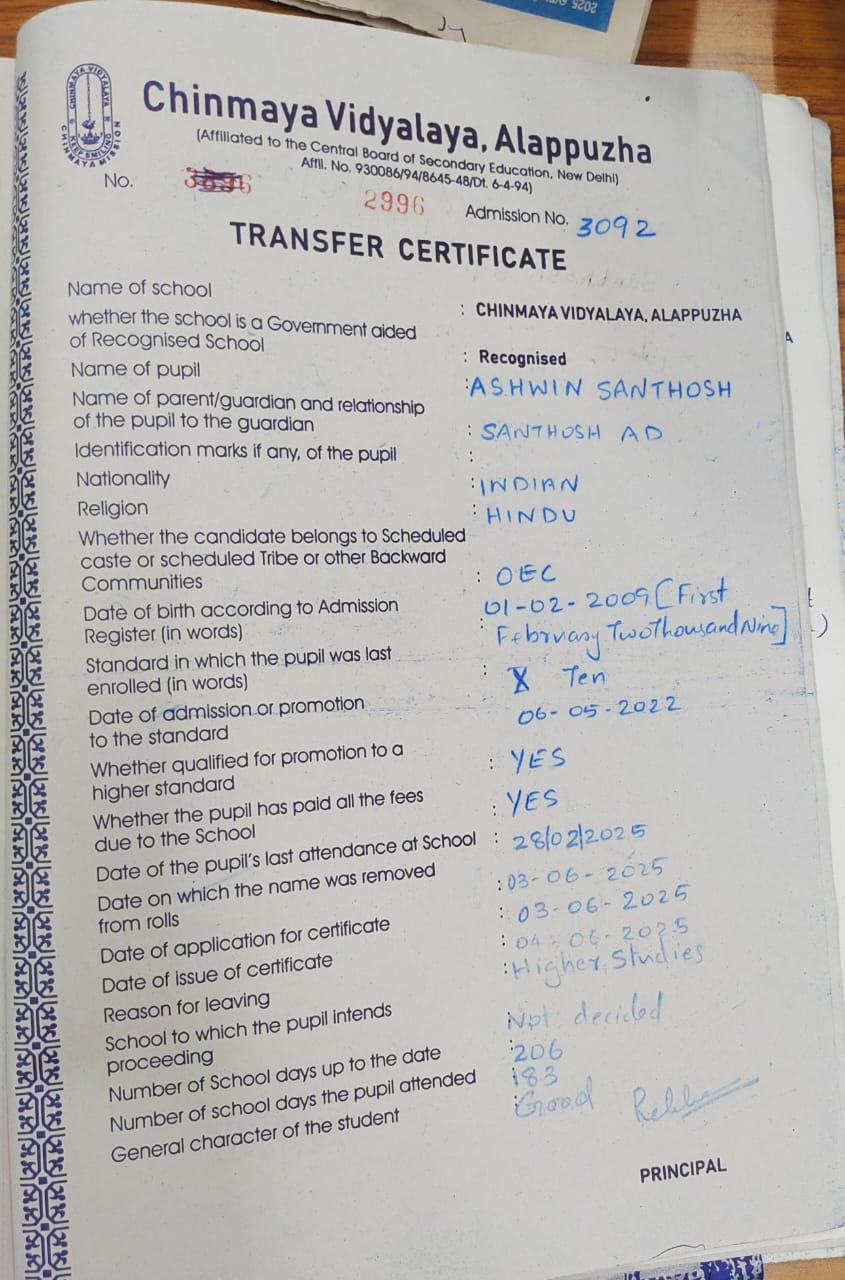 CHINMAYA VIDYALAYA
KEEP SMILING
CHINMAYA MISSION
Chinmaya Vidyalaya, Alappuzha
(Affiliated to the Central Board of Secondary Education, New Delhi)
Affil. No. 930086/94/8645-48/Dt. 6-4-94)
No. 2996 Admission No. 3092
TRANSFER CERTIFICATE
Name of school : CHINMAYA VIDYALAYA, ALAPPUZHA
whether the school is a Government aided
of Recognised School : Recognised
Name of pupil : ASHWIN SANTHOSH
Name of parent/guardian and relationship
of the pupil to the guardian : SANTHOSH AD
Identification marks if any, of the pupil :
Nationality : INDIAN
Religion : HINDU
Whether the candidate belongs to Scheduled
caste or scheduled Tribe or other Backward
Communities : OEC
Date of birth according to Admission 01-02-2009 [First
Register (in words) : February Two Thousand Nine]
Standard in which the pupil was last
enrolled (in words) : X Ten
Date of admission or promotion
to the standard 06-05-2022
Whether qualified for promotion to a
higher standard : YES
Whether the pupil has paid all the fees
due to the School : YES
Date of the pupil's last attendance at School : 28/02/2025
Date on which the name was removed
from rolls : 03-06-2025
Date of application for certificate : 03-06-2025
Date of issue of certificate : 04-06-2025
Reason for leaving : Higher Studies
School to which the pupil intends
proceeding Not decided
Number of School days up to the date : 206
Number of school days the pupil attended : 183
General character of the student : Good
PRINCIPAL